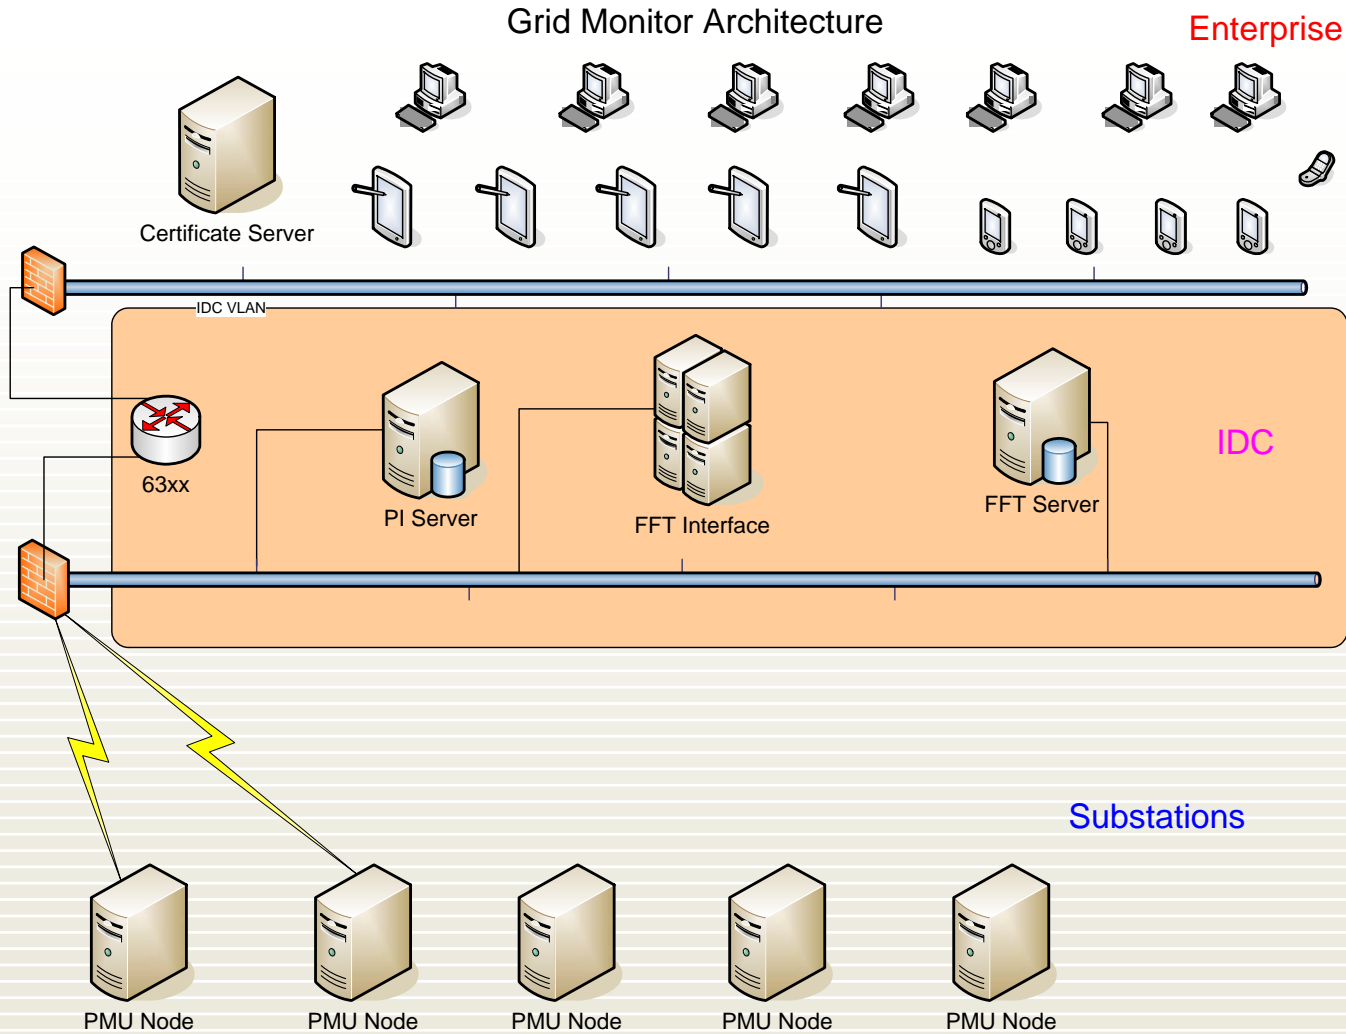 Grid Monitor Architecture
Enterprise
Certificate Server
IDC VLAN
IDC
63xx
PI Server
FFT Interface
FFT Server
Substations
PMU Node
PMU Node
PMU Node
PMU Node
PMU Node